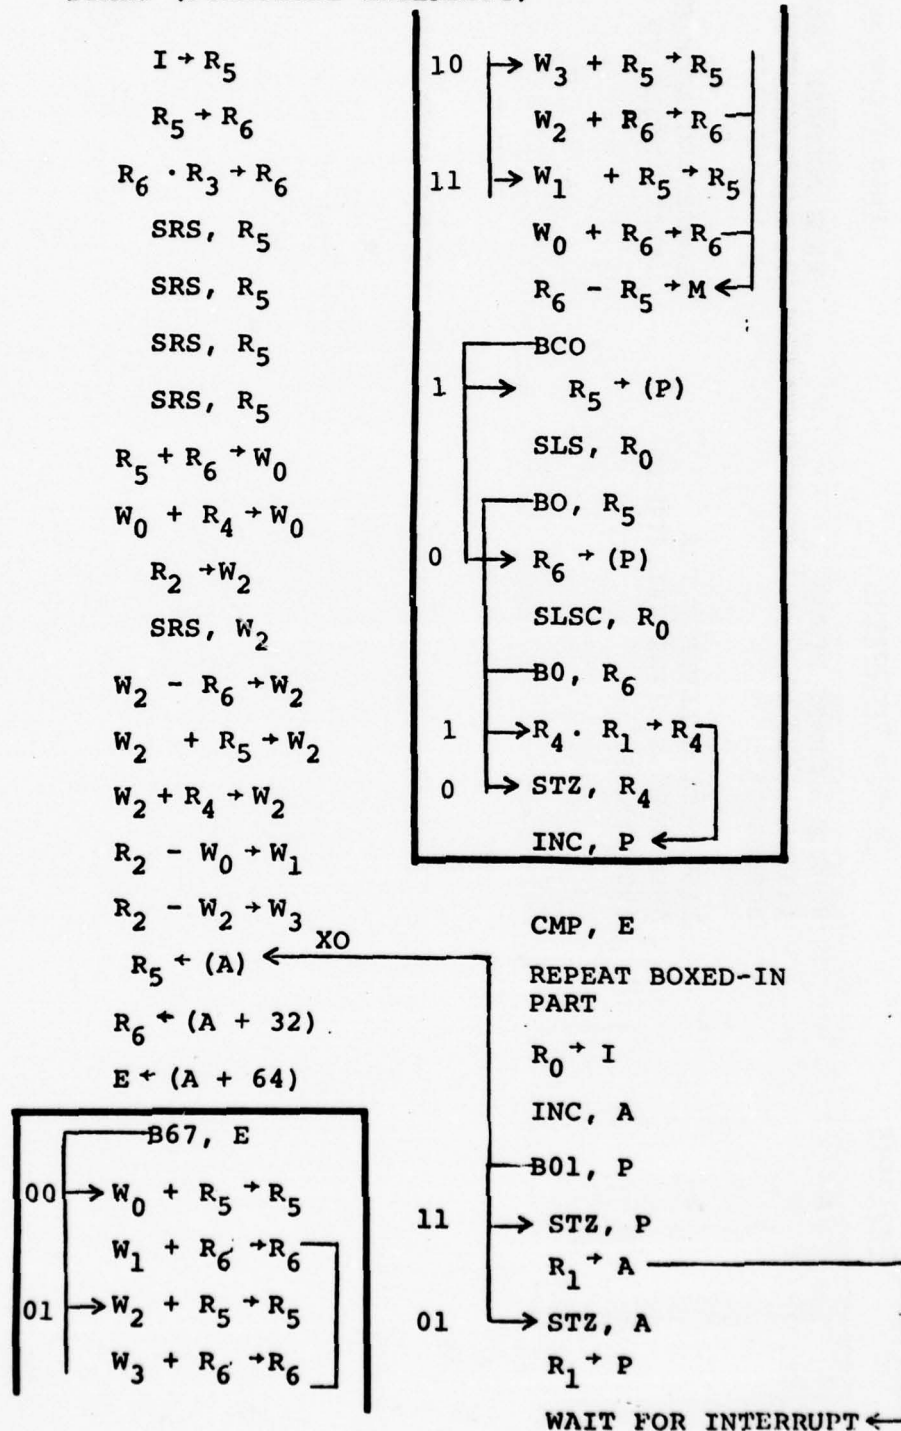 I → R5
R5 → R6
R6 · R3 → R6
SRS, R5
SRS, R5
SRS, R5
SRS, R5
R5 + R6 → W0
W0 + R4 → W0
R2 → W2
SRS, W2
W2 - R6 → W2
W2 + R5 → W2
W2 + R4 → W2
R2 - W0 → W1
R2 - W2 → W3
R5 ← (A)
XO
R6 ← (A + 32)
E ← (A + 64)
B67, E
00 W0 + R5 → R5
W1 + R6 → R6
01 W2 + R5 → R5
W3 + R6 → R6
10 W3 + R5 → R5
W2 + R6 → R6
11 W1 + R5 → R5
W0 + R6 → R6
R6 - R5 → M
BCO
1 R5 → (P)
SLS, R0
BO, R5
0 R6 → (P)
SLSC, R0
B0, R6
1 R4 · R1 → R4
0 STZ, R4
INC, P
CMP, E
REPEAT BOXED-IN
PART
R0 → I
INC, A
B01, P
11 STZ, P
R1 → A
01 STZ, A
R1 → P
WAIT FOR INTERRUPT